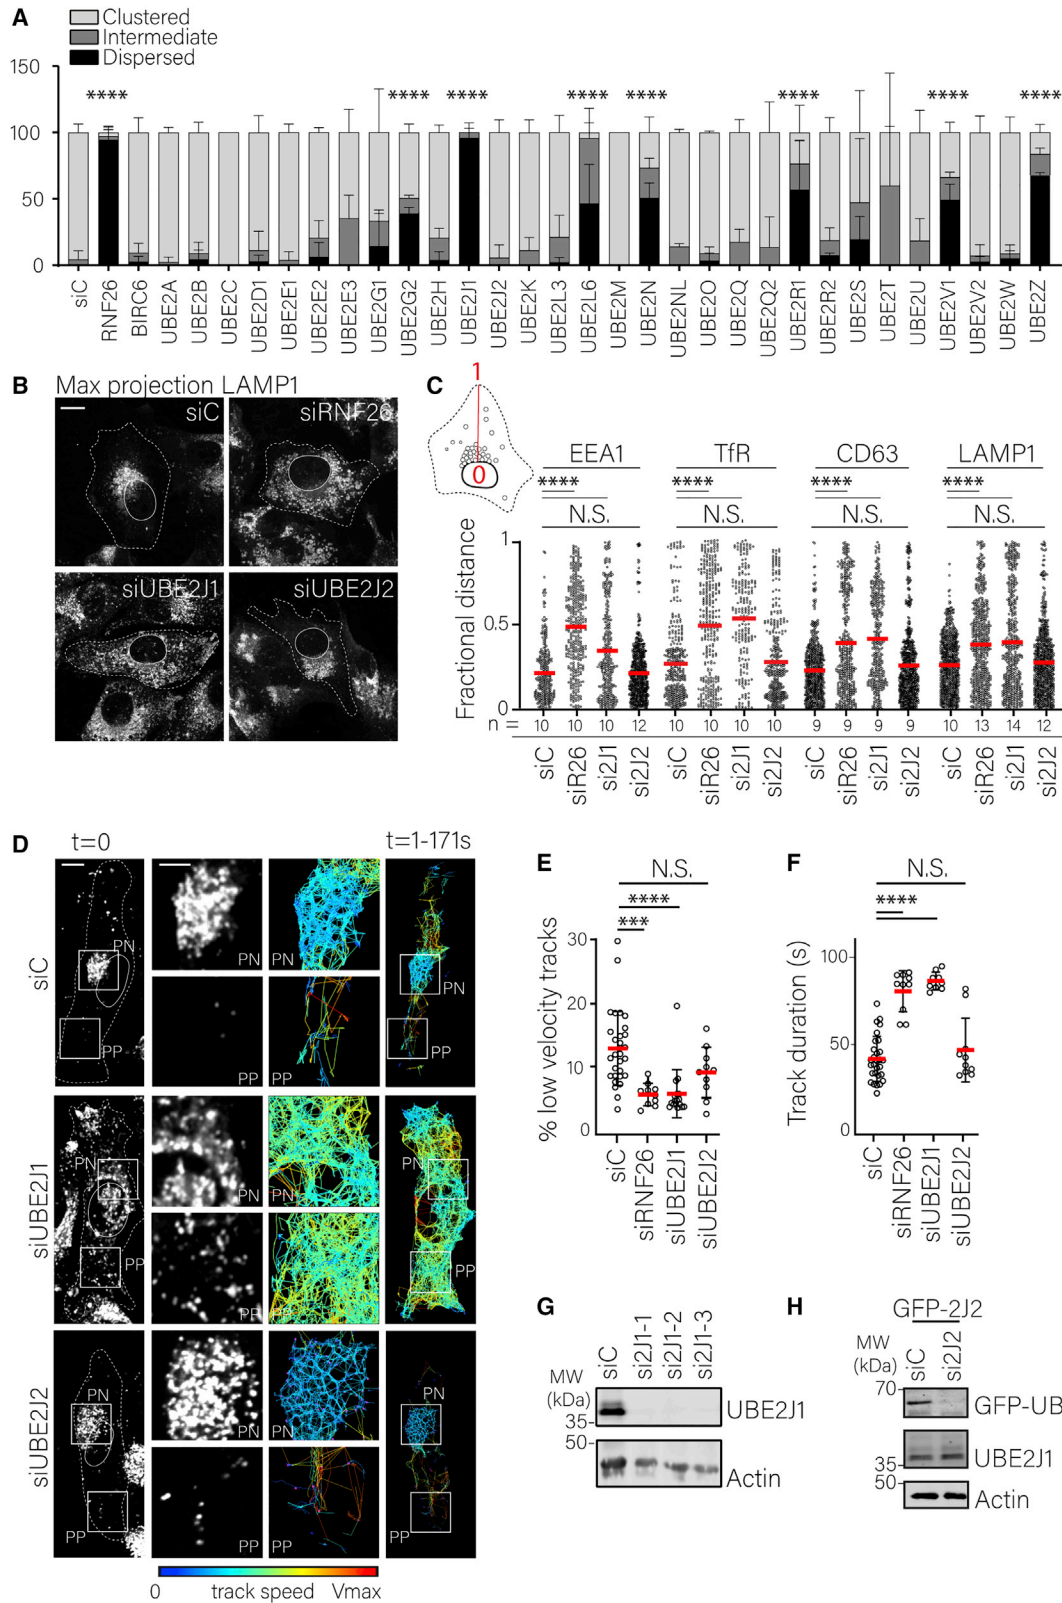 A
Clustered
Intermediate
Dispersed
150
100
50
0
**** **** **** **** **** **** **** ****
siC
RNF26
BIRC6
UBE2A
UBE2B
UBE2C
UBE2D1
UBE2E1
UBE2E2
UBE2E3
UBE2G1
UBE2G2
UBE2H
UBE2J1
UBE2J2
UBE2K
UBE2L3
UBE2L6
UBE2M
UBE2N
UBE2NL
UBE2O
UBE2Q
UBE2Q2
UBE2R1
UBE2R2
UBE2S
UBE2T
UBE2U
UBE2V1
UBE2V2
UBE2W
UBE2Z
B
Max projection LAMP1
siC
siRNF26
siUBE2J1
siUBE2J2
C
1
0
EEA1 TfR CD63 LAMP1
**** **** **** ****
N.S. N.S. N.S. N.S.
Fractional distance
1
0.5
0
n = 10 10 10 12 10 10 10 10 9 9 9 9 10 13 14 12
siC
siR26
si2J1
si2J2
siC
siR26
si2J1
si2J2
siC
siR26
si2J1
si2J2
siC
siR26
si2J1
si2J2
D
t=0
t=1-171s
siC
PN
PP
PN
PN
PP
PP
PN
PP
siUBE2J1
PN
PP
PN
PN
PP
PP
PN
PP
siUBE2J2
PN
PP
PN
PN
PP
PP
PN
PP
0 track speed Vmax
E
N.S.
****
***
% low velocity tracks
30
20
10
0
siC
siRNF26
siUBE2J1
siUBE2J2
F
N.S.
****
Track duration (s)
100
50
0
siC
siRNF26
siUBE2J1
siUBE2J2
G
siC
si2J1-1
si2J1-2
si2J1-3
MW
(kDa)
35-
50-
UBE2J1
Actin
H
GFP-2J2
siC
si2J2
MW
(kDa)
70-
35-
50-
GFP-UB
UBE2J1
Actin